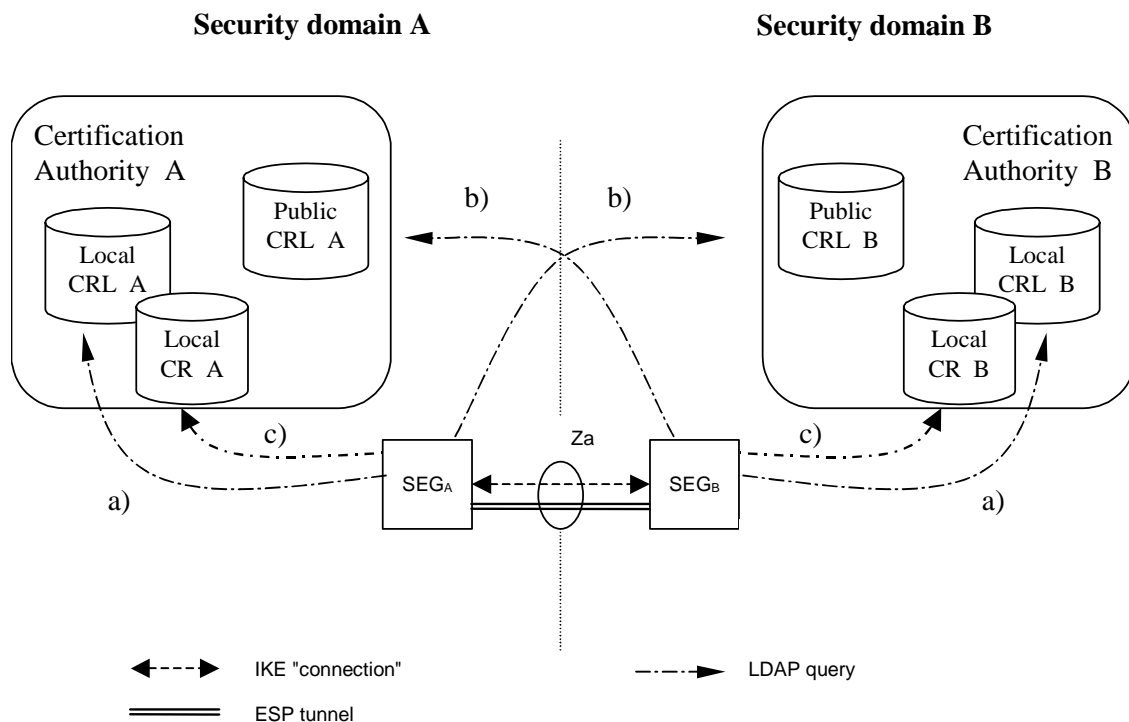 Security domain A
Security domain B
Certification
Authority A
Public
CRL A
Local
CRL A
Local
CR A
b)
b)
Certification
Authority B
Public
CRL B
Local
CRL B
Local
CR B
c)
a)
Za
c)
a)
SEGA
SEGB
IKE "connection"
LDAP query
ESP tunnel